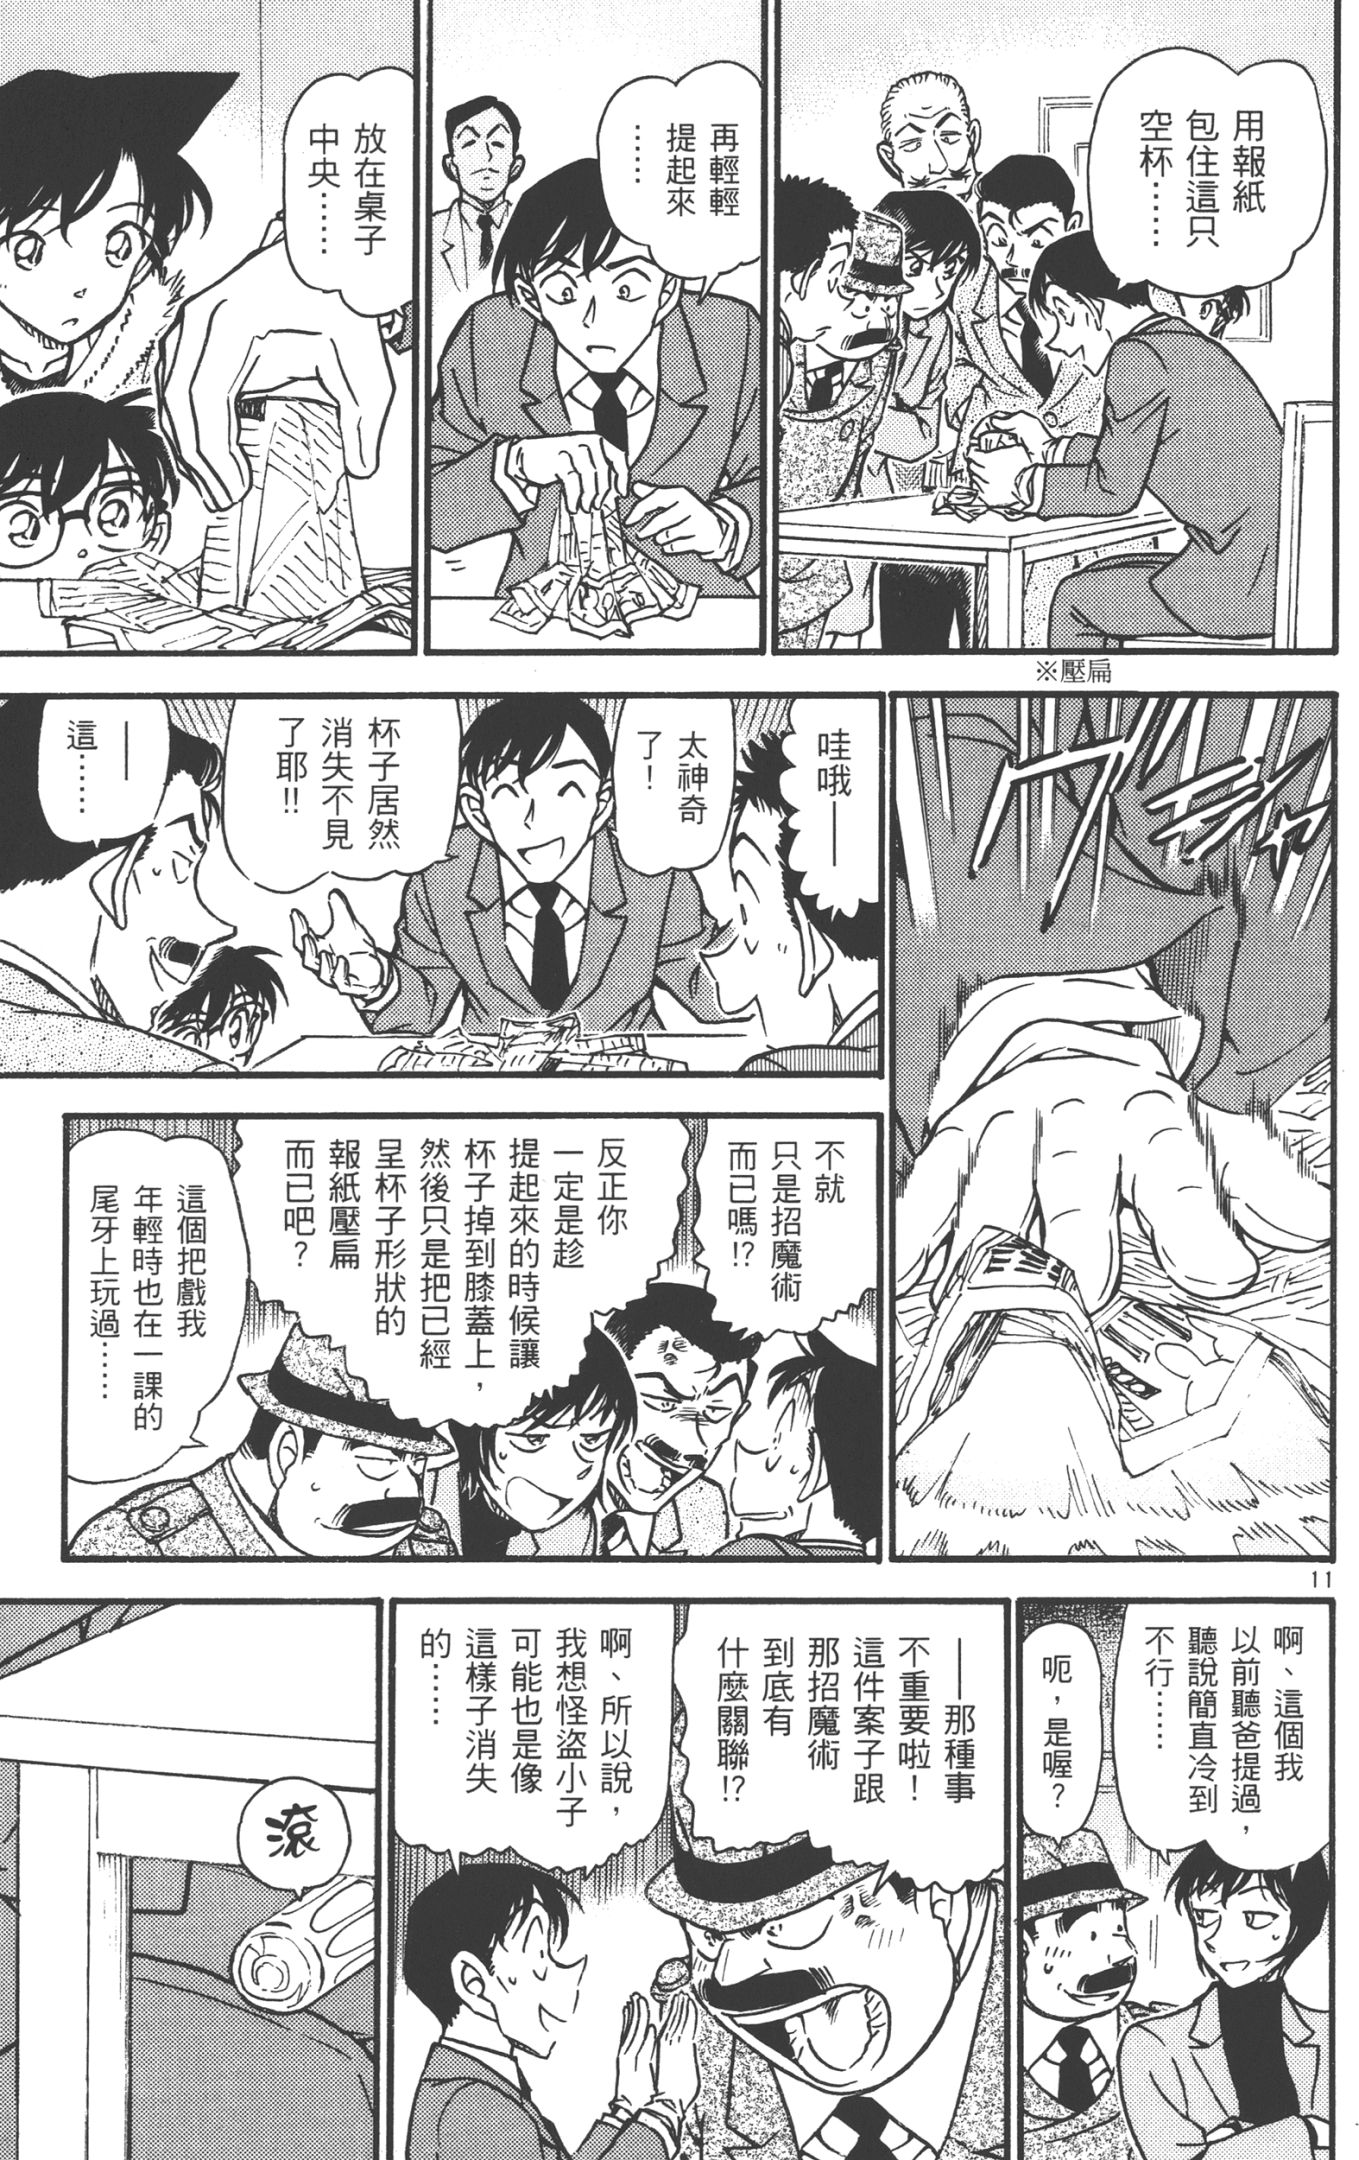 用報紙
包住這只
空杯……
再輕輕
提起來
……
放在桌子
中央……
※壓扁
グシャ
哇哦——
太神奇
了！
杯子居然
消失不見
了耶!!
——
這……
不就
只是招魔術
而已嗎!?
反正你
一定是趁
提起來的時候讓
杯子掉到膝蓋上，
然後只是把已經
呈杯子形狀的
報紙壓扁
而已吧？
這個把戲我
年輕時也在一課的
尾牙上玩過……
11
啊、這個我
以前聽爸提過，
聽說簡直冷到
不行……
呃，是喔？
——那種事
不重要啦！
這件案子跟
那招魔術
到底有
什麼關聯!?
啊、所以說，
我想怪盜小子
可能也是像
這樣子消失
的……
滾